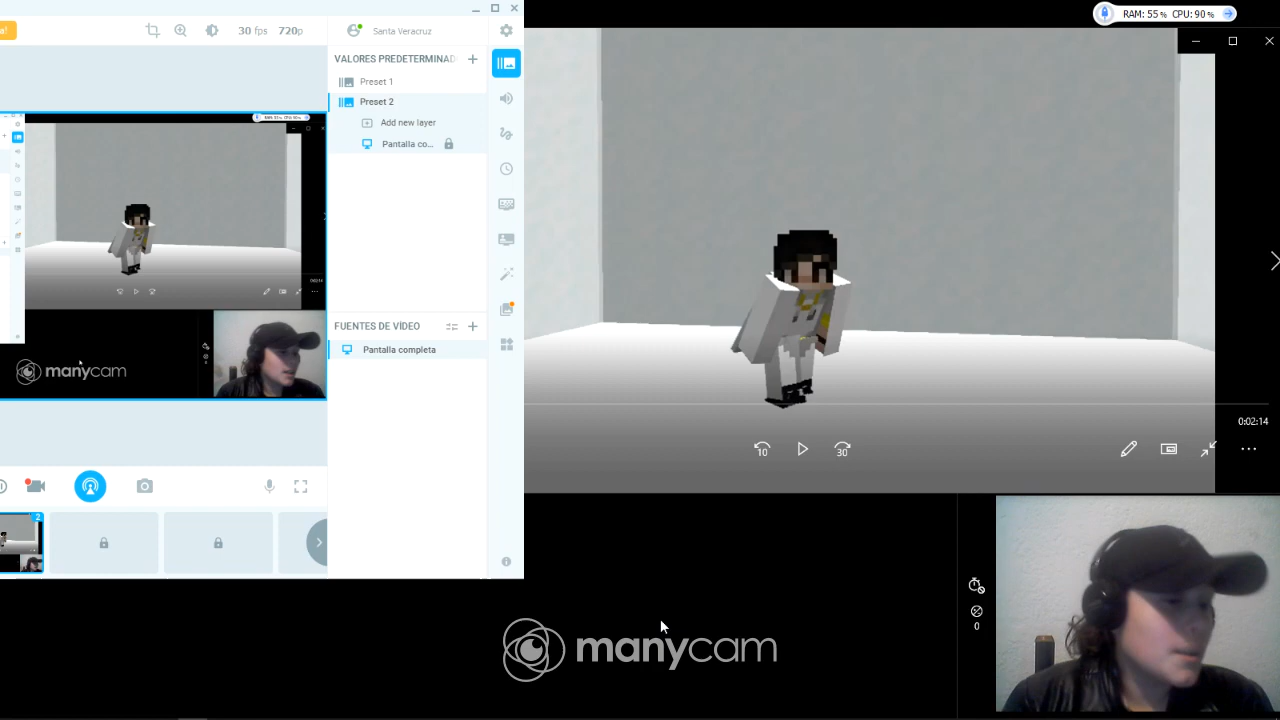 RAM: 55 % CPU: 90 %
a!
30 fps 720p
Santa Veracruz
VALORES PREDETERMINAD
Preset 1
Preset 2
Add new layer
Pantalla co...
FUENTES DE VÍDEO
Pantalla completa
manycam
2
0:02:14
10
30
0
manycam